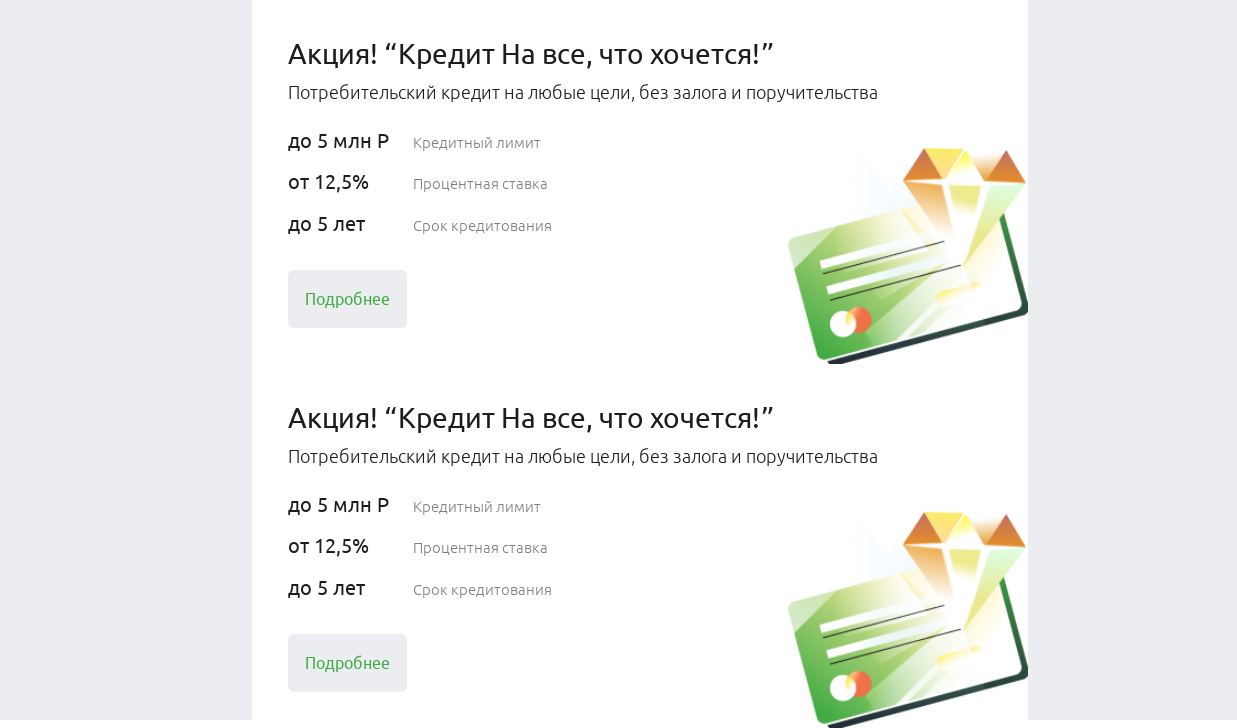 Акция! “Кредит На все, что хочется!”
Потребительский кредит на любые цели, без залога и поручительства
до 5 млн Р Кредитный лимит
от 12,5% Процентная ставка
до 5 лет Срок кредитования
Подробнее
Акция! “Кредит На все, что хочется!”
Потребительский кредит на любые цели, без залога и поручительства
до 5 млн Р Кредитный лимит
от 12,5% Процентная ставка
до 5 лет Срок кредитования
Подробнее